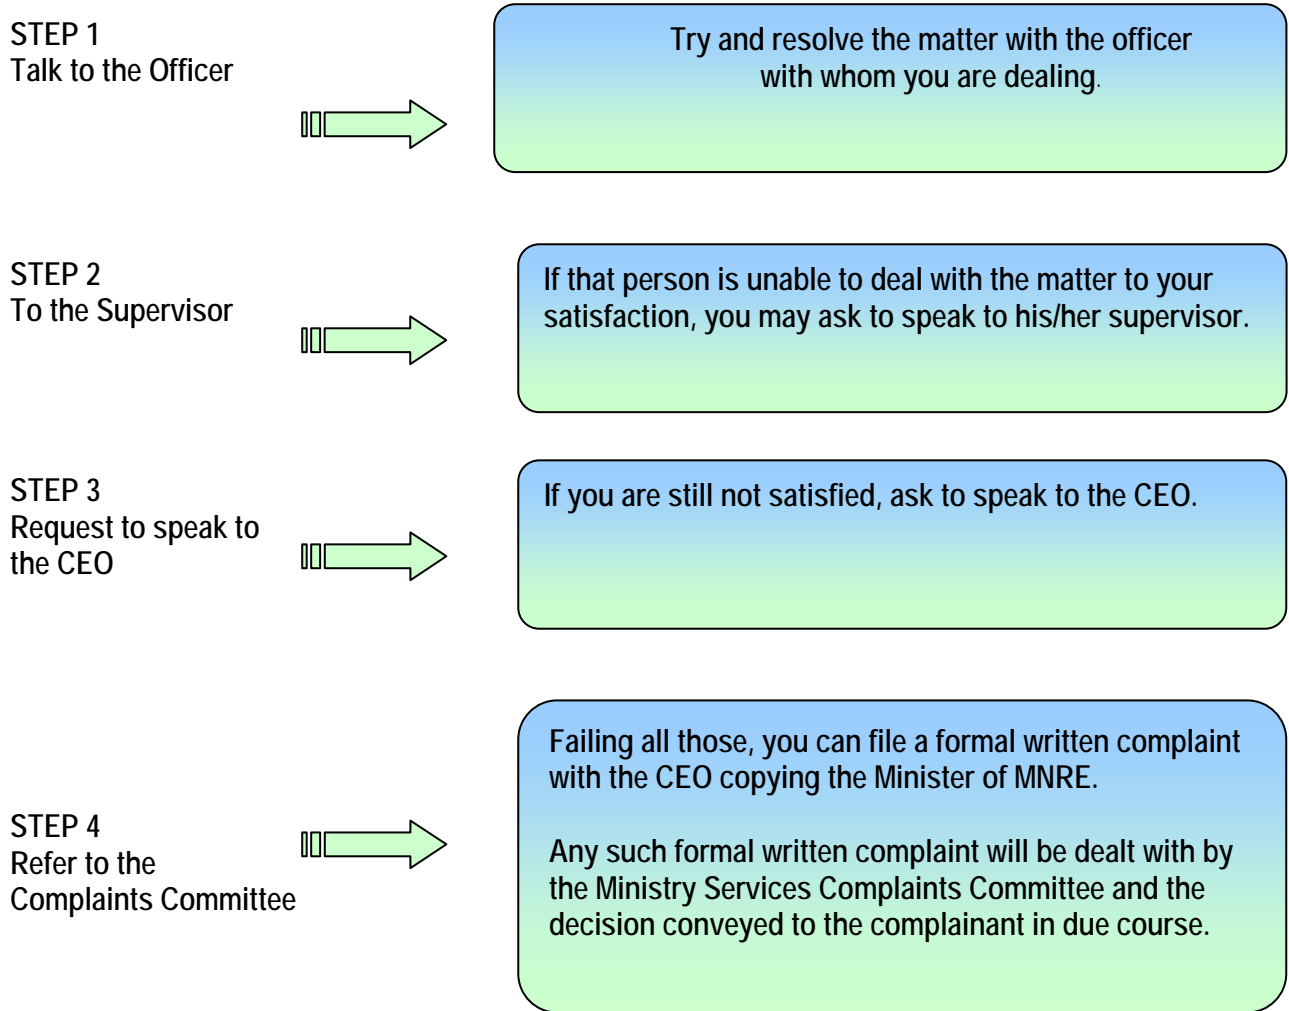 STEP 1
Talk to the Officer
Try and resolve the matter with the officer
with whom you are dealing.
STEP 2
To the Supervisor
If that person is unable to deal with the matter to your
satisfaction, you may ask to speak to his/her supervisor.
STEP 3
Request to speak to
the CEO
If you are still not satisfied, ask to speak to the CEO.
STEP 4
Refer to the
Complaints Committee
Failing all those, you can file a formal written complaint
with the CEO copying the Minister of MNRE.
Any such formal written complaint will be dealt with by
the Ministry Services Complaints Committee and the
decision conveyed to the complainant in due course.